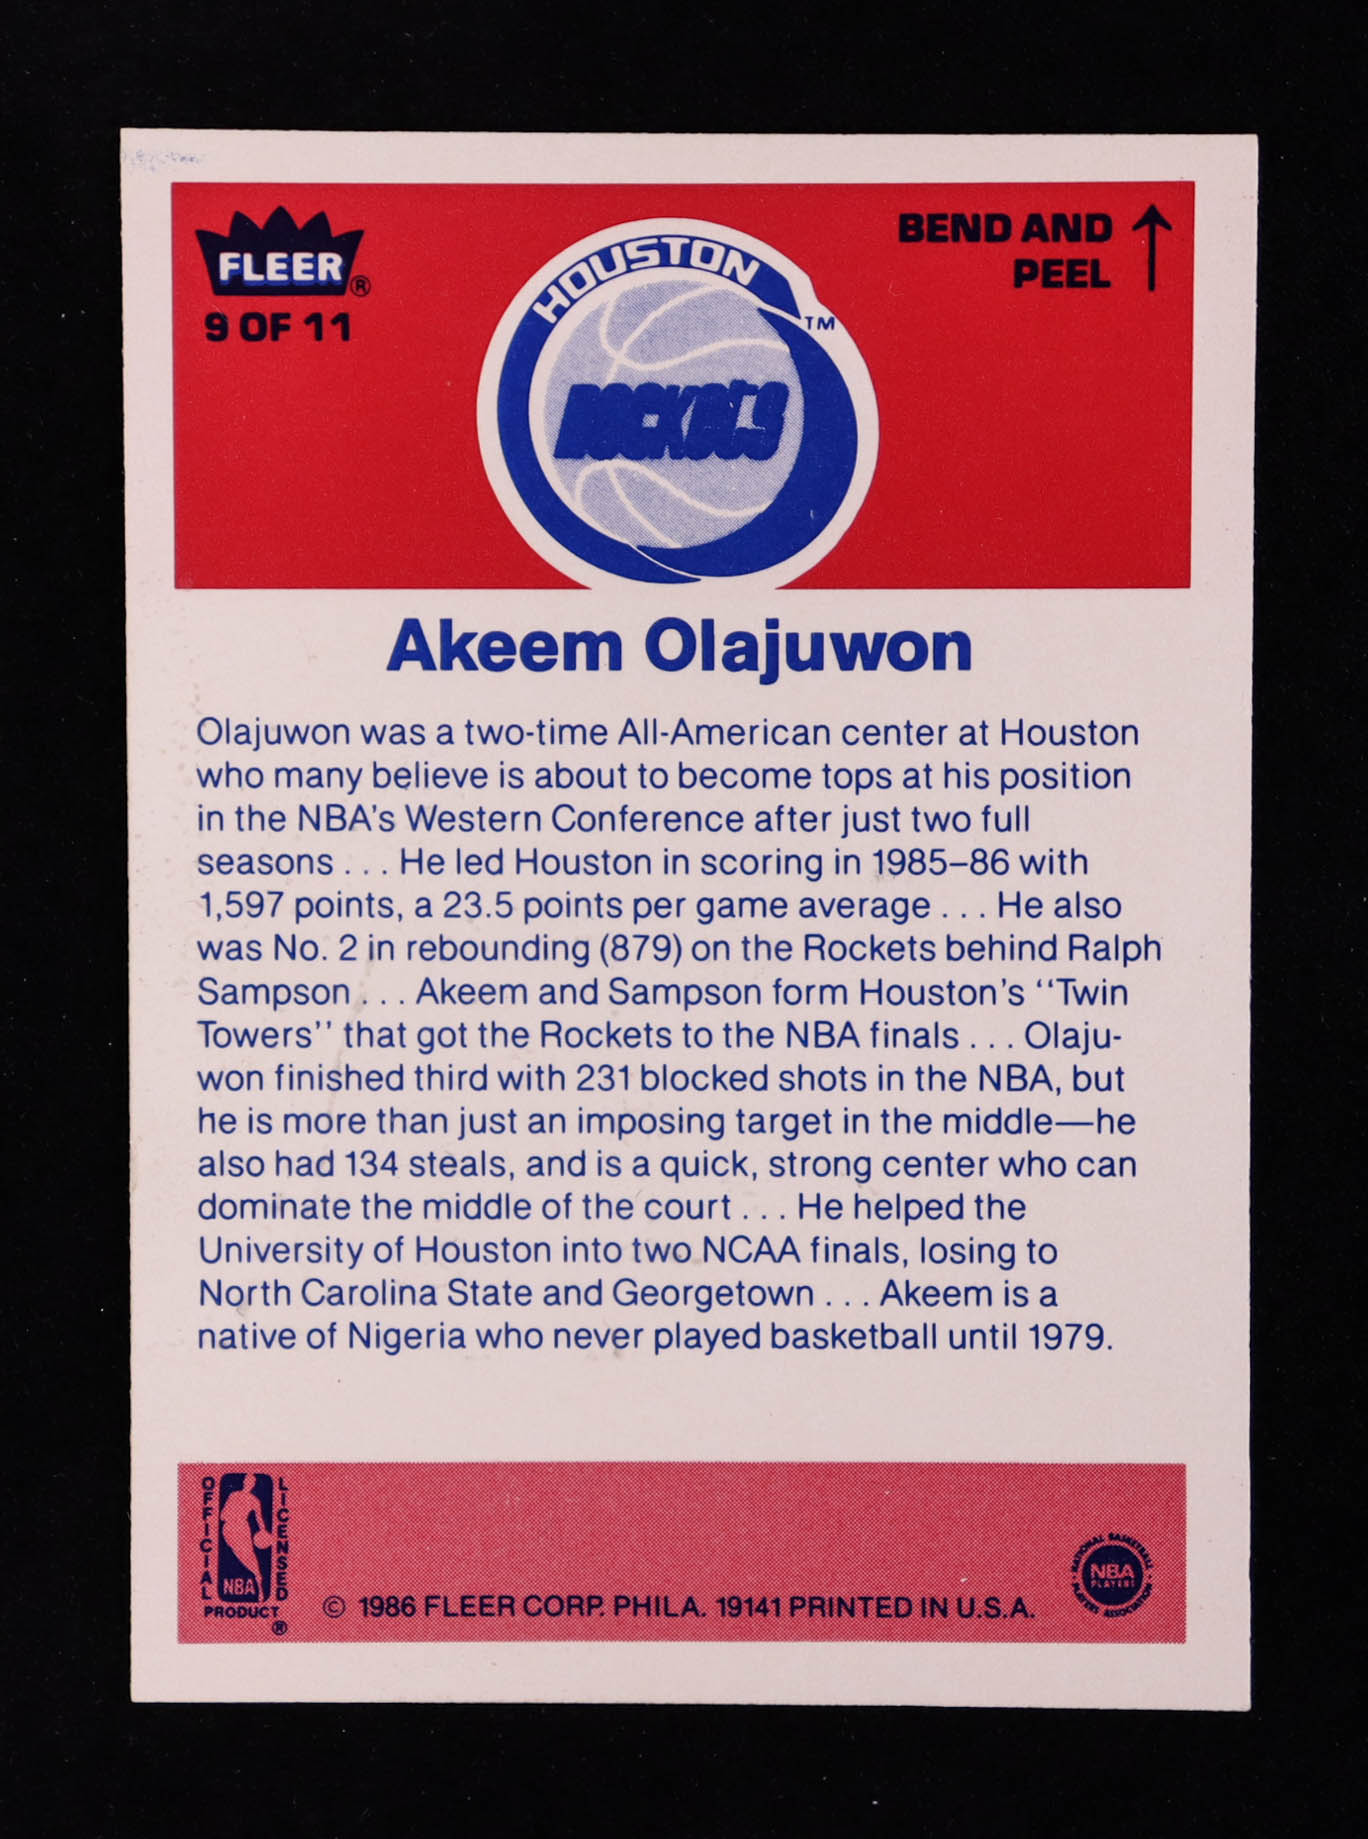 FLEER®
9 OF 11
BEND AND
PEEL
HOUSTON
ROCKETS
TM
Akeem Olajuwon
Olajuwon was a two-time All-American center at Houston
who many believe is about to become tops at his position
in the NBA's Western Conference after just two full
seasons . . . He led Houston in scoring in 1985–86 with
1,597 points, a 23.5 points per game average . . . He also
was No. 2 in rebounding (879) on the Rockets behind Ralph
Sampson . . . Akeem and Sampson form Houston's ‘‘Twin
Towers’’ that got the Rockets to the NBA finals . . . Olaju-
won finished third with 231 blocked shots in the NBA, but
he is more than just an imposing target in the middle—he
also had 134 steals, and is a quick, strong center who can
dominate the middle of the court . . . He helped the
University of Houston into two NCAA finals, losing to
North Carolina State and Georgetown . . . Akeem is a
native of Nigeria who never played basketball until 1979.
OFFICIAL
NBA
LICENSED
PRODUCT
®
© 1986 FLEER CORP. PHILA. 19141 PRINTED IN U.S.A.
NATIONAL BASKETBALL
NBA
PLAYERS
PLAYERS ASSOCIATION